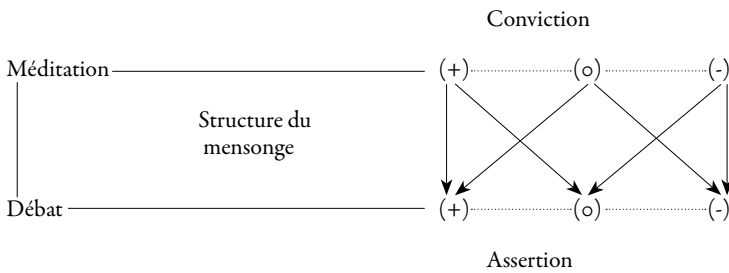 Conviction
Méditation (+) (o) (-)
Structure du
mensonge
Débat (+) (o) (-)
Assertion